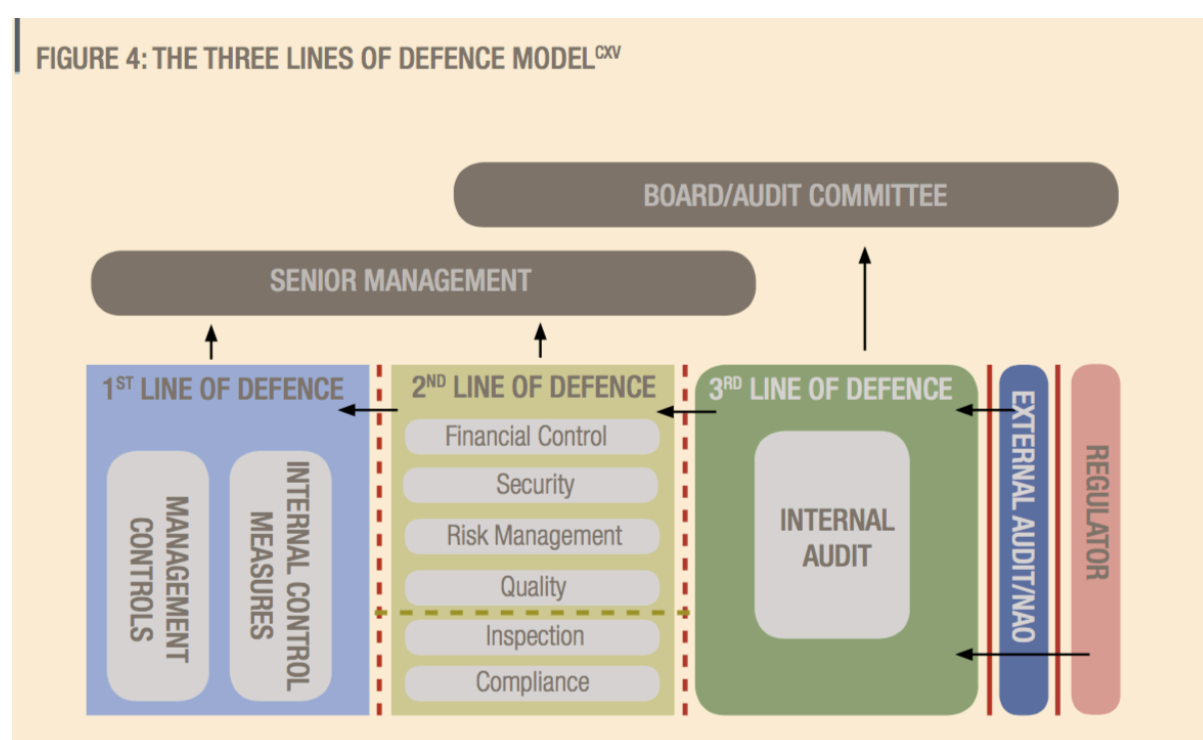 FIGURE 4: THE THREE LINES OF DEFENCE MODELCXV
BOARD/AUDIT COMMITTEE
SENIOR MANAGEMENT
1ST LINE OF DEFENCE
MANAGEMENT
CONTROLS
INTERNAL CONTROL
MEASURES
2ND LINE OF DEFENCE
Financial Control
Security
Risk Management
Quality
Inspection
Compliance
3RD LINE OF DEFENCE
INTERNAL
AUDIT
EXTERNAL AUDIT/NAO
REGULATOR